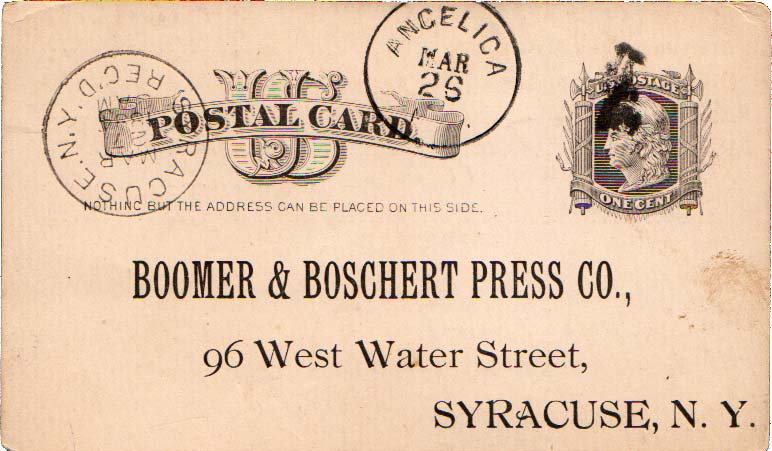 ANGELICA
MAR
26
SYRACUSE. N. Y.
MAR
REC'D.
US
POSTAL CARD.
U.S. POSTAGE
ONE CENT
NOTHING BUT THE ADDRESS CAN BE PLACED ON THIS SIDE.
BOOMER & BOSCHERT PRESS CO.,
96 West Water Street,
SYRACUSE, N. Y.